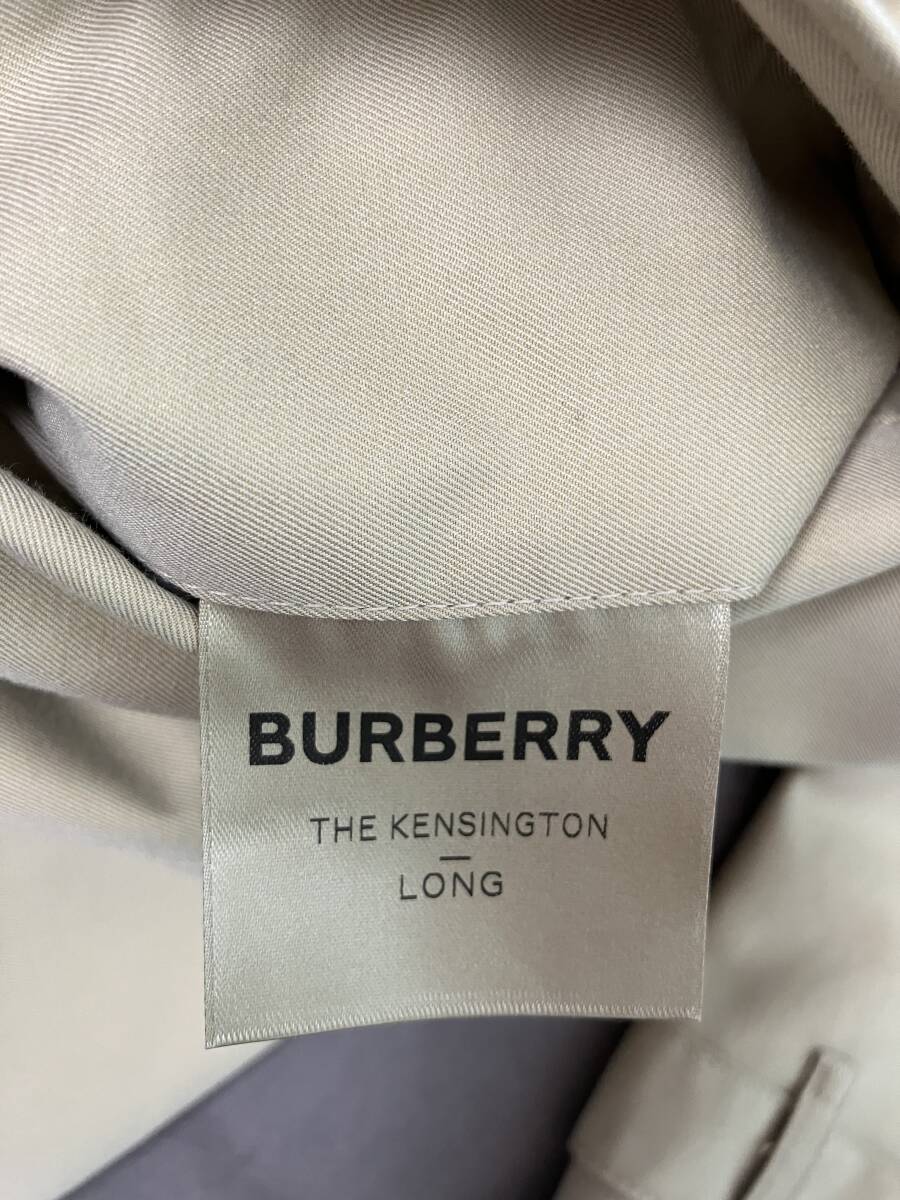 BURBERRY
THE KENSINGTON
—
LONG